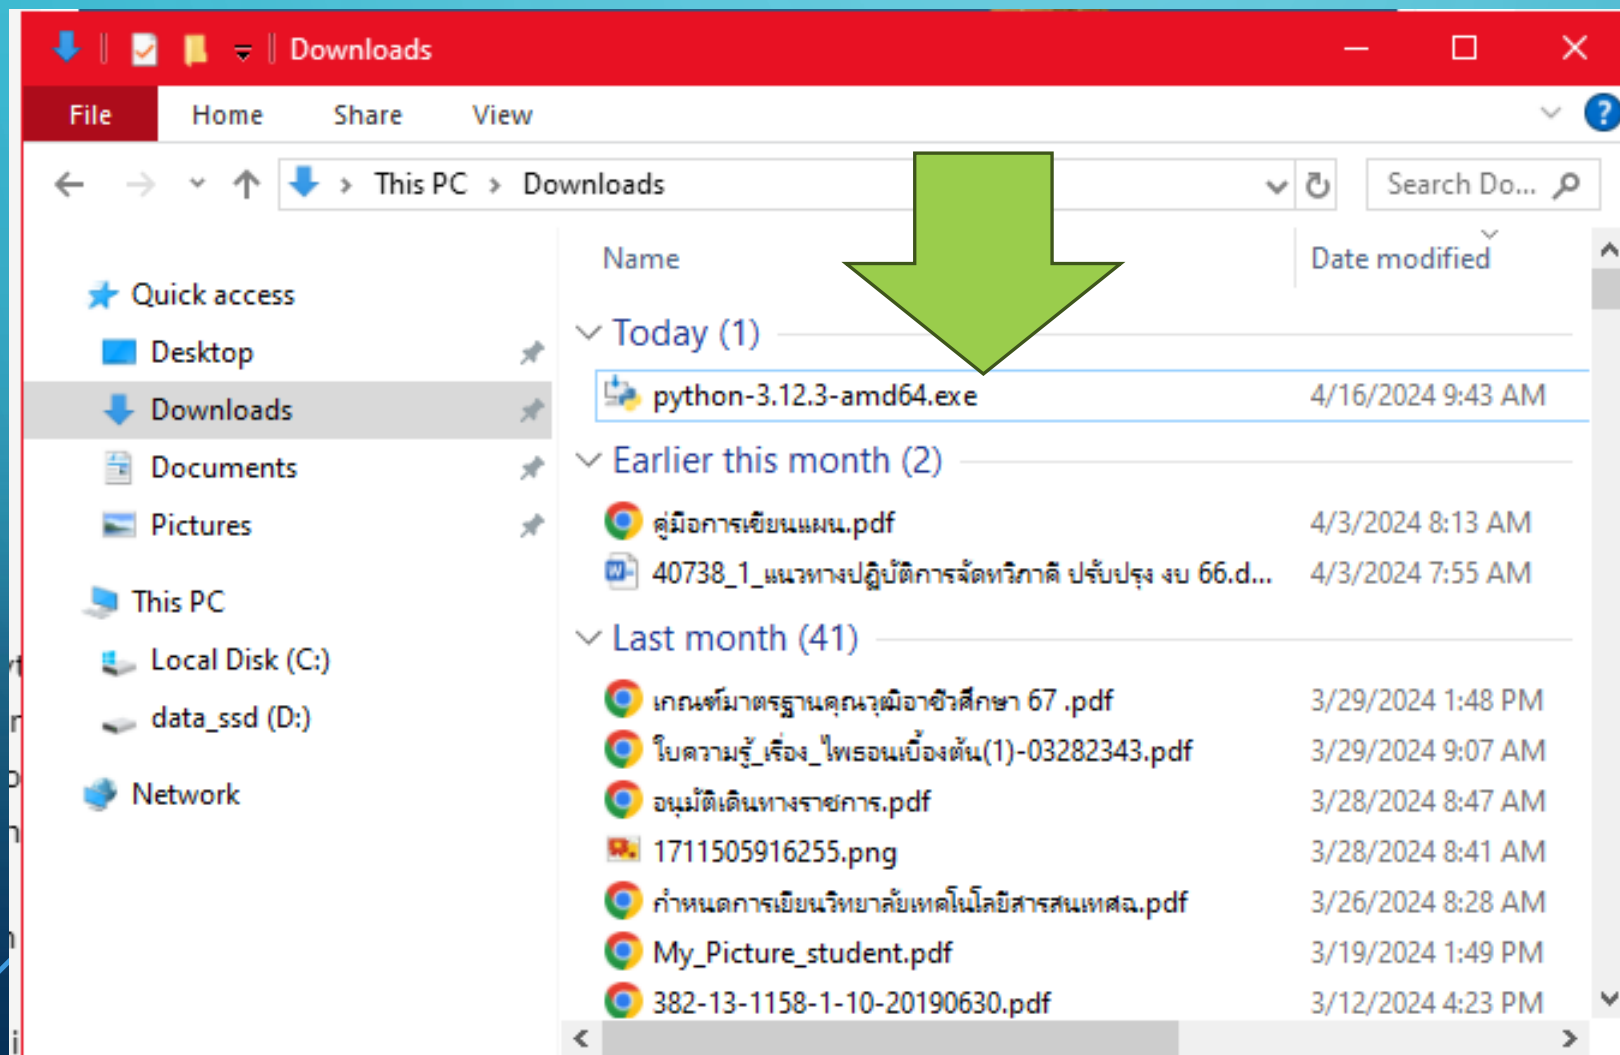 Downloads
File Home Share View
This PC > Downloads
Search Do...
Name Date modified
Quick access
Desktop
Downloads
Documents
Pictures
This PC
Local Disk (C:)
data_ssd (D:)
Network
Today (1)
python-3.12.3-amd64.exe 4/16/2024 9:43 AM
Earlier this month (2)
คู่มือการเขียนแผน.pdf 4/3/2024 8:13 AM
40738_1_แนวทางปฏิบัติการจัดทวิภาคี ปรับปรุง งบ 66.d... 4/3/2024 7:55 AM
Last month (41)
เกณฑ์มาตรฐานคุณวุฒิอาชีวศึกษา 67 .pdf 3/29/2024 1:48 PM
ใบความรู้_เรื่อง_ไพธอนเบื้องต้น(1)-03282343.pdf 3/29/2024 9:07 AM
อนุมัติเดินทางราชการ.pdf 3/28/2024 8:47 AM
1711505916255.png 3/28/2024 8:41 AM
กำหนดการเยี่ยนวิทยาลัยเทคโนโลยีสารสนเทศฉ.pdf 3/26/2024 8:28 AM
My_Picture_student.pdf 3/19/2024 1:49 PM
382-13-1158-1-10-20190630.pdf 3/12/2024 4:23 PM